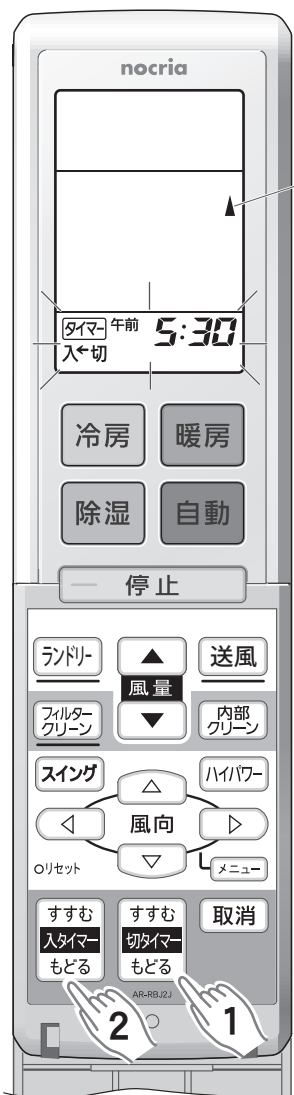 nocria
タイマー 午前 5:30
入←切
冷房 暖房
除湿 自動
停止
ランドリー ▲ 送風
風量
フィルター クリーン ▼ 内部 クリーン
スイング △ ハイパワー
◁ 風向 ▷
○リセット ▽ メニュー
すすむ すすむ 取消
入タイマー 切タイマー
もどる もどる
AR-RBJ2J
2 1